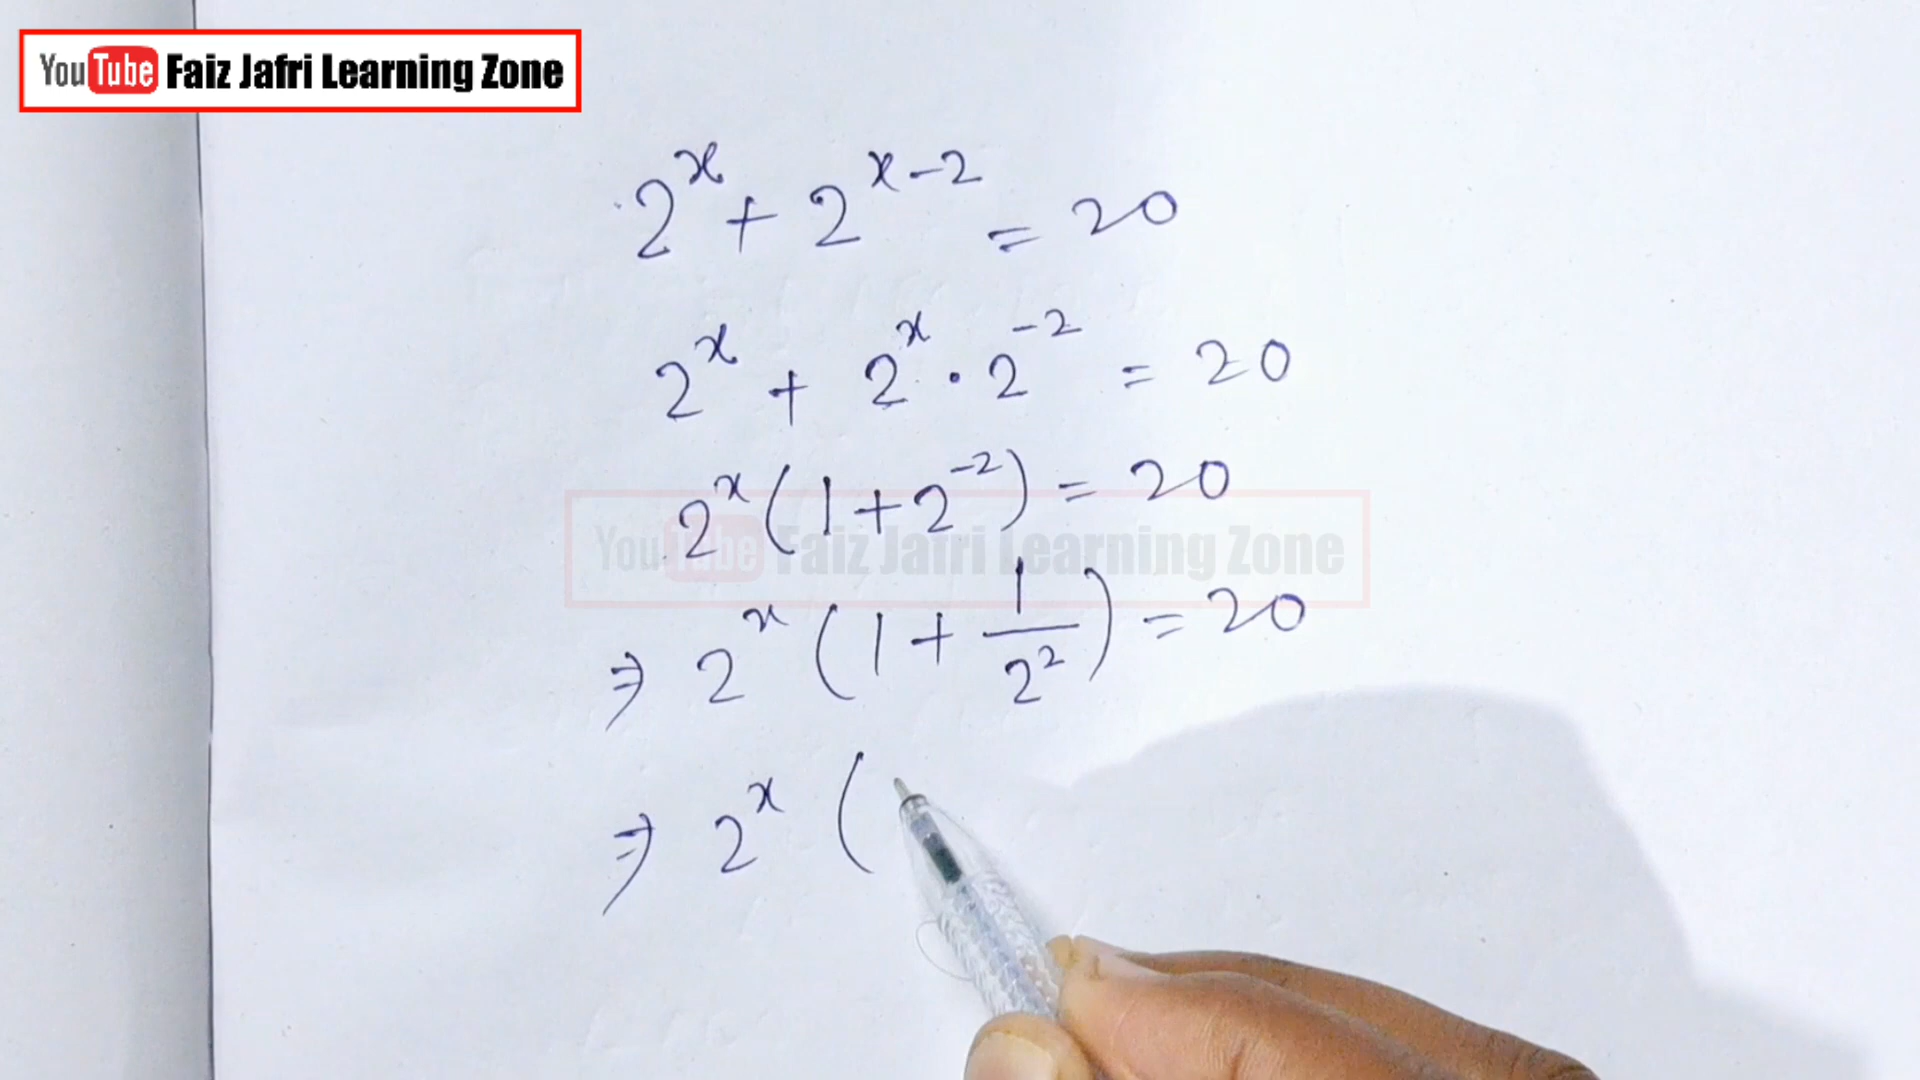 YouTube Faiz Jafri Learning Zone
2^x + 2^{x-2} = 20
2^x + 2^x · 2^{-2} = 20
2^x (1 + 2^{-2}) = 20
YouTube Faiz Jafri Learning Zone
⇒ 2^x (1 + 1/2^2) = 20
⇒ 2^x (